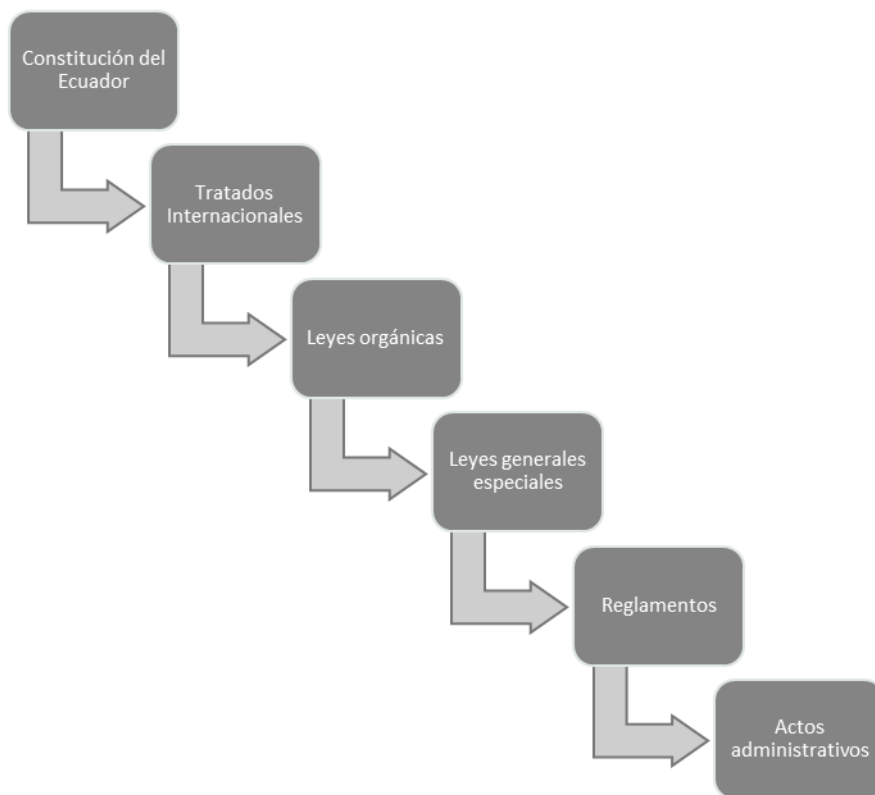 Constitución del
Ecuador
Tratados
Internacionales
Leyes orgánicas
Leyes generales
especiales
Reglamentos
Actos
administrativos